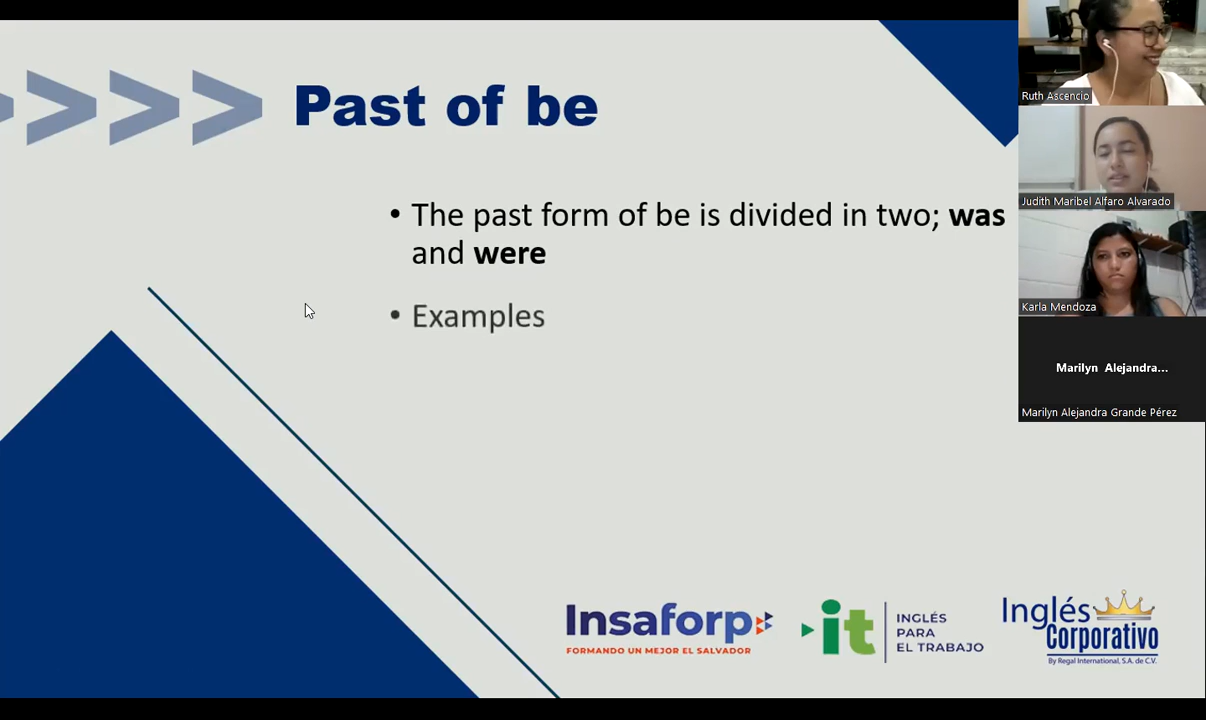 Past of be
• The past form of be is divided in two; was
and were
• Examples
Ruth Ascencio
Judith Maribel Alfaro Alvarado
Karla Mendoza
Marilyn Alejandra...
Marilyn Alejandra Grande Pérez
Insaforp
FORMANDO UN MEJOR EL SALVADOR
it
INGLÉS
PARA
EL TRABAJO
Inglés
Corporativo
By Regal International, S.A. de C.V.